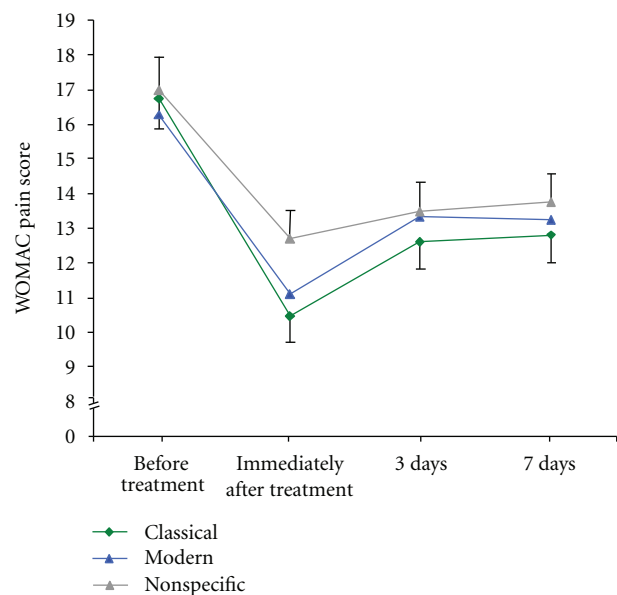 19
18
17
16
15
14
13
12
11
10
9
8
0
WOMAC pain score
Before
treatment
Immediately
after treatment
3 days
7 days
Classical
Modern
Nonspecific